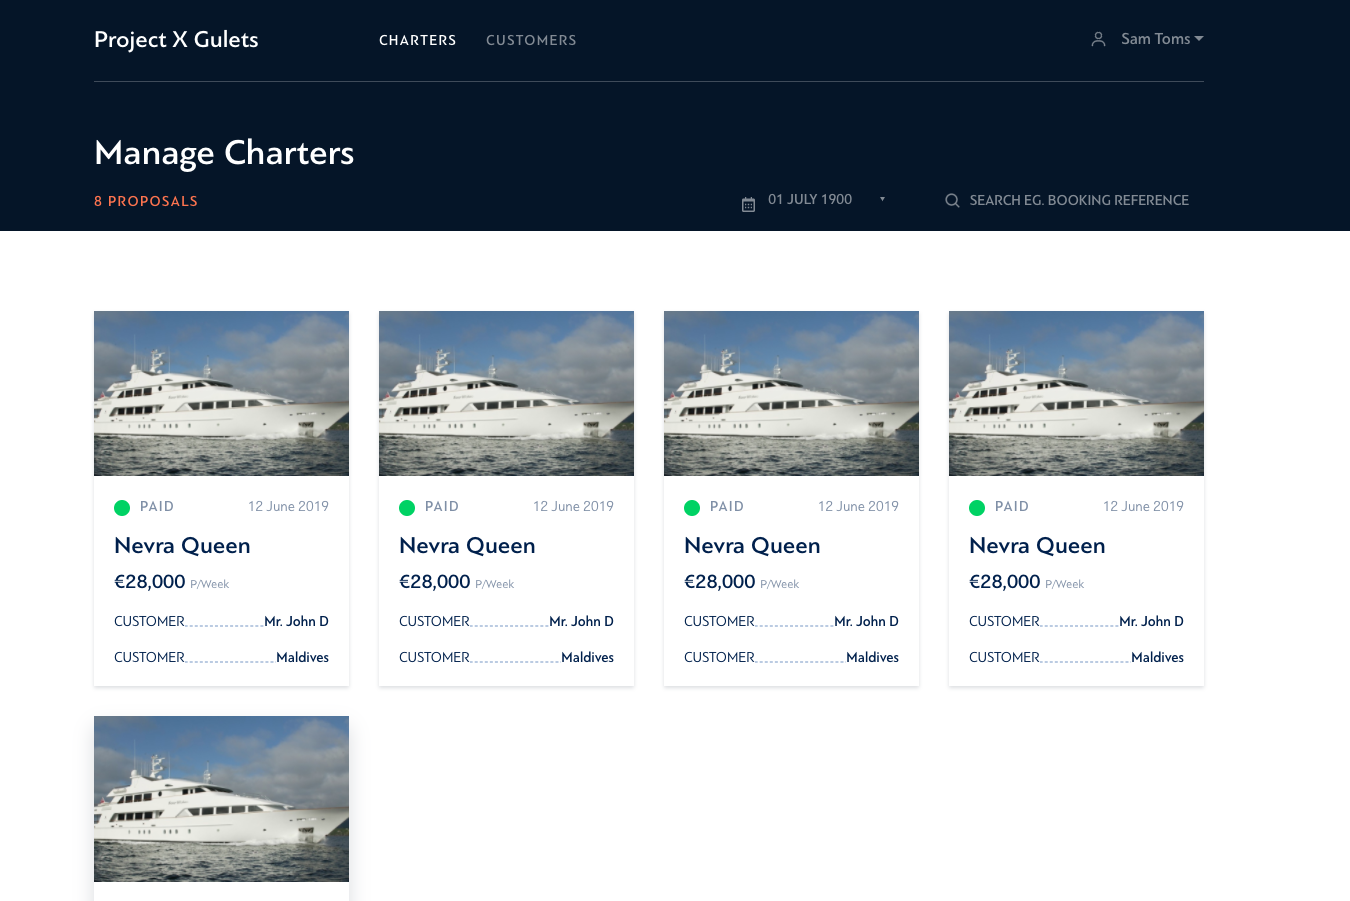 Project X Gulets
CHARTERS
CUSTOMERS
Sam Toms
Manage Charters
8 PROPOSALS
01 JULY 1900
SEARCH EG. BOOKING REFERENCE
PAID
12 June 2019
Nevra Queen
€28,000 P/Week
CUSTOMER Mr. John D
CUSTOMER Maldives
PAID
12 June 2019
Nevra Queen
€28,000 P/Week
CUSTOMER Mr. John D
CUSTOMER Maldives
PAID
12 June 2019
Nevra Queen
€28,000 P/Week
CUSTOMER Mr. John D
CUSTOMER Maldives
PAID
12 June 2019
Nevra Queen
€28,000 P/Week
CUSTOMER Mr. John D
CUSTOMER Maldives